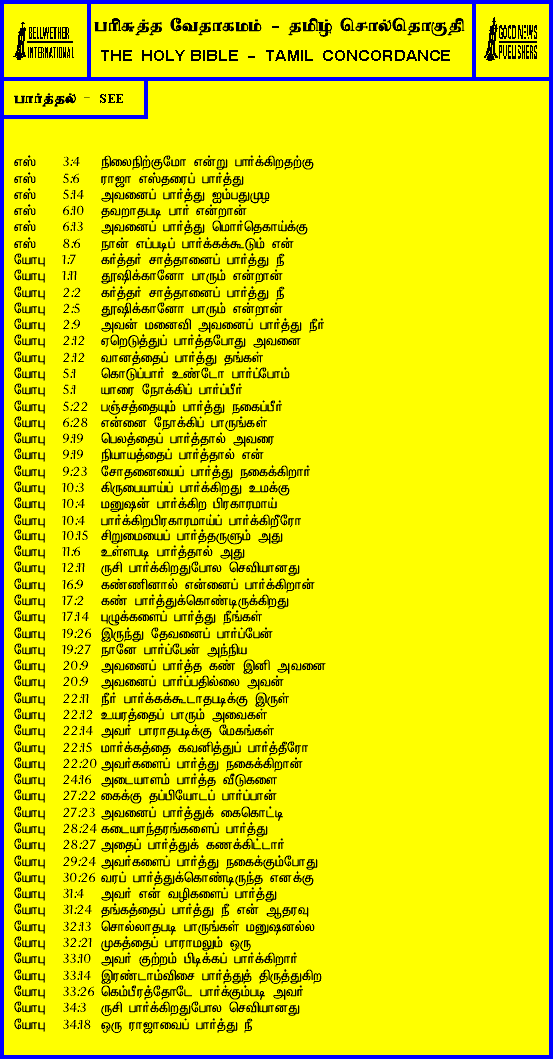 BELLWETHER
INTERNATIONAL
பரிசுத்த வேதாகமம் - தமிழ் சொல்தொகுதி
THE HOLY BIBLE - TAMIL CONCORDANCE
GOOD NEWS
PUBLISHERS
பார்த்தல் - SEE
எஸ் 3:4 நிலைநிற்குமோ என்று பார்க்கிறதற்கு
எஸ் 5:6 ராஜா எஸ்தரைப் பார்த்து
எஸ் 5:14 அவனைப் பார்த்து ஐம்பதுமுழ
எஸ் 6:10 தவறாதபடி பார் என்றான்
எஸ் 6:13 அவனைப் பார்த்து மொர்தெகாய்க்கு
எஸ் 8:6 நான் எப்படிப் பார்க்கக்கூடும் என்
யோபு 1:7 கர்த்தர் சாத்தானைப் பார்த்து நீ
யோபு 1:11 தூஷிக்கானோ பாரும் என்றான்
யோபு 2:2 கர்த்தர் சாத்தானைப் பார்த்து நீ
யோபு 2:5 தூஷிக்கானோ பாரும் என்றான்
யோபு 2:9 அவன் மனைவி அவனைப் பார்த்து நீர்
யோபு 2:12 ஏறெடுத்துப் பார்த்தபோது அவனை
யோபு 2:12 வானத்தைப் பார்த்து தங்கள்
யோபு 5:1 கொடுப்பார் உண்டோ பார்ப்போம்
யோபு 5:1 யாரை நோக்கிப் பார்ப்பீர்
யோபு 5:22 பஞ்சத்தையும் பார்த்து நகைப்பீர்
யோபு 6:28 என்னை நோக்கிப் பாருங்கள்
யோபு 9:19 பெலத்தைப் பார்த்தால் அவரை
யோபு 9:19 நியாயத்தைப் பார்த்தால் என்
யோபு 9:23 சோதனையைப் பார்த்து நகைக்கிறார்
யோபு 10:3 கிருபையாய்ப் பார்க்கிறது உமக்கு
யோபு 10:4 மனுஷன் பார்க்கிற பிரகாரமாய்
யோபு 10:4 பார்க்கிறபிரகாரமாய்ப் பார்க்கிறீரோ
யோபு 10:15 சிறுமையைப் பார்த்தருளும் அது
யோபு 11:6 உள்ளபடி பார்த்தால் அது
யோபு 12:11 ருசி பார்க்கிறதுபோல செவியானது
யோபு 16:9 கண்ணினால் என்னைப் பார்க்கிறான்
யோபு 17:2 கண் பார்த்துக்கொண்டிருக்கிறது
யோபு 17:14 புழுக்களைப் பார்த்து நீங்கள்
யோபு 19:26 இருந்து தேவனைப் பார்ப்பேன்
யோபு 19:27 நானே பார்ப்பேன் அந்நிய
யோபு 20:9 அவனைப் பார்த்த கண் இனி அவனை
யோபு 20:9 அவனைப் பார்ப்பதில்லை அவன்
யோபு 22:11 நீர் பார்க்கக்கூடாதபடிக்கு இருள்
யோபு 22:12 உயரத்தைப் பாரும் அவைகள்
யோபு 22:14 அவர் பாராதபடிக்கு மேகங்கள்
யோபு 22:15 மார்க்கத்தை கவனித்துப் பார்த்தீரோ
யோபு 22:20 அவர்களைப் பார்த்து நகைக்கிறான்
யோபு 24:16 அடையாளம் பார்த்த வீடுகளை
யோபு 27:22 கைக்கு தப்பியோடப் பார்ப்பான்
யோபு 27:23 அவனைப் பார்த்துக் கைகொட்டி
யோபு 28:24 கடையாந்தரங்களைப் பார்த்து
யோபு 28:27 அதைப் பார்த்துக் கணக்கிட்டார்
யோபு 29:24 அவர்களைப் பார்த்து நகைக்கும்போது
யோபு 30:26 வரப் பார்த்துக்கொண்டிருந்த எனக்கு
யோபு 31:4 அவர் என் வழிகளைப் பார்த்து
யோபு 31:24 தங்கத்தைப் பார்த்து நீ என் ஆதரவு
யோபு 32:13 சொல்லாதபடி பாருங்கள் மனுஷனல்ல
யோபு 32:21 முகத்தைப் பாராமலும் ஒரு
யோபு 33:10 அவர் குற்றம் பிடிக்கப் பார்க்கிறார்
யோபு 33:14 இரண்டாம்விசை பார்த்துத் திருத்துகிற
யோபு 33:26 கெம்பீரத்தோடே பார்க்கும்படி அவர்
யோபு 34:3 ருசி பார்க்கிறதுபோல செவியானது
யோபு 34:18 ஒரு ராஜாவைப் பார்த்து நீ